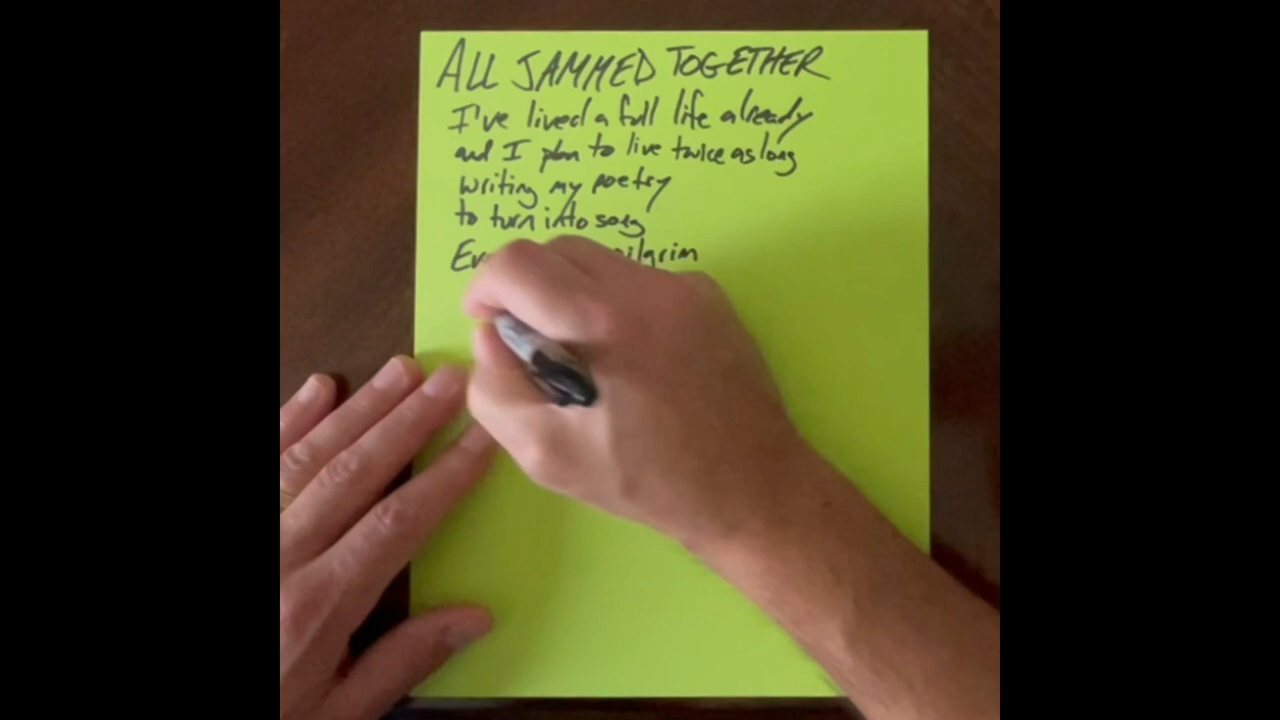 ALL JAMMED TOGETHER
I've lived a full life already
and I plan to live twice as long
writing my poetry
to turn into song
pilgrim